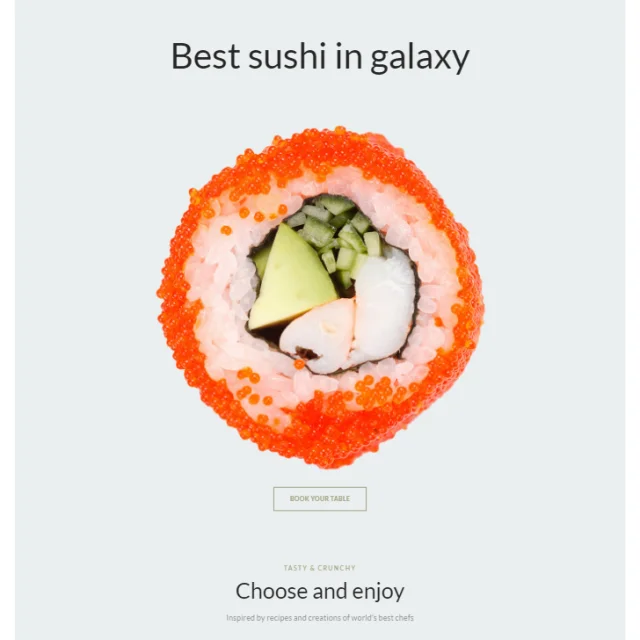 Best sushi in galaxy
BOOK YOUR TABLE
TASTY & CRUNCHY
Choose and enjoy
Inspired by recipes and creations of world's best chefs